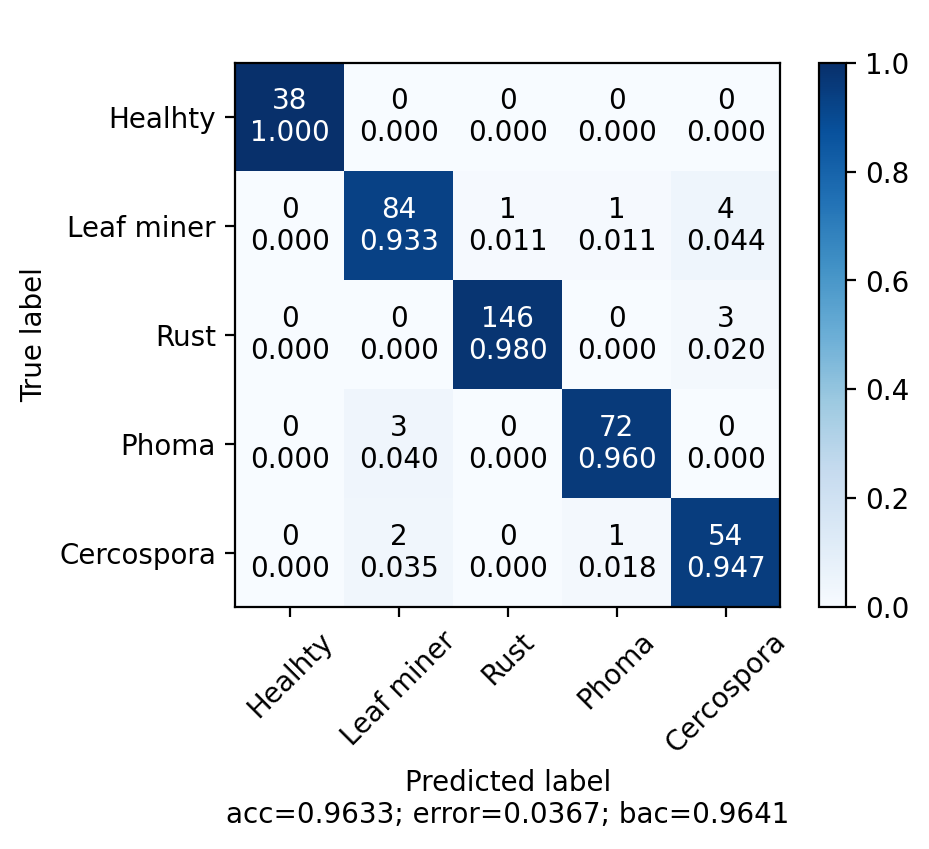 38 0 0 0 0
Healhty
1.000 0.000 0.000 0.000 0.000
0 84 1 1 4
Leaf miner
0.000 0.933 0.011 0.011 0.044
0 0 146 0 3
Rust
0.000 0.000 0.980 0.000 0.020
0 3 0 72 0
Phoma
0.000 0.040 0.000 0.960 0.000
0 2 0 1 54
Cercospora
0.000 0.035 0.000 0.018 0.947
True label
Healhty
Leaf miner
Rust
Phoma
Cercospora
Predicted label
acc=0.9633; error=0.0367; bac=0.9641
1.0
0.8
0.6
0.4
0.2
0.0